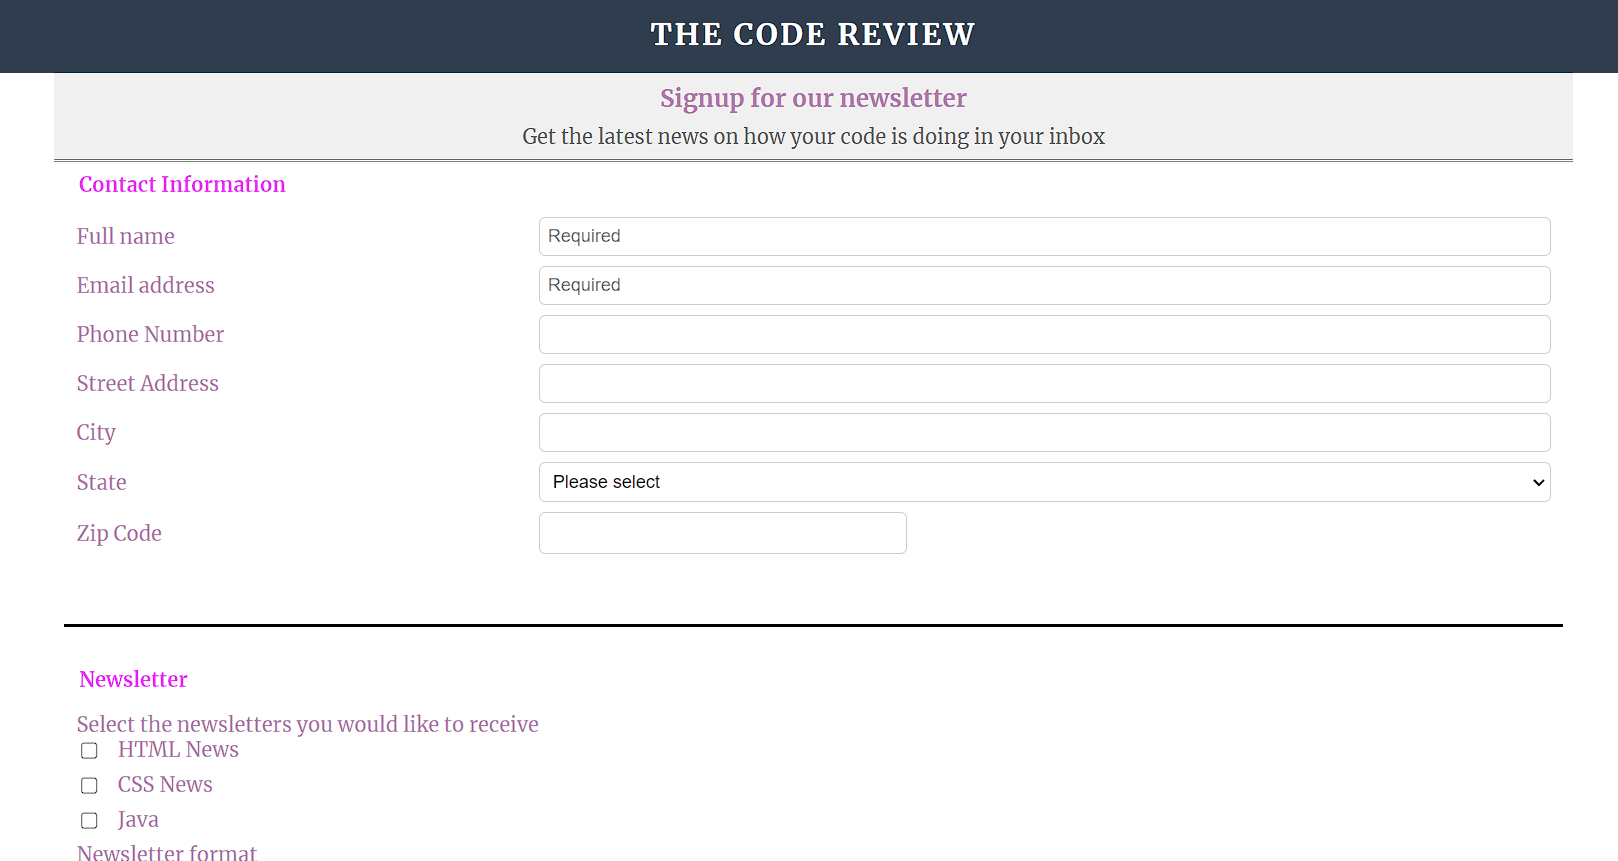 THE CODE REVIEW
Signup for our newsletter
Get the latest news on how your code is doing in your inbox
Contact Information
Full name Required
Email address Required
Phone Number
Street Address
City
State Please select
Zip Code
Newsletter
Select the newsletters you would like to receive
HTML News
CSS News
Java
Newsletter format